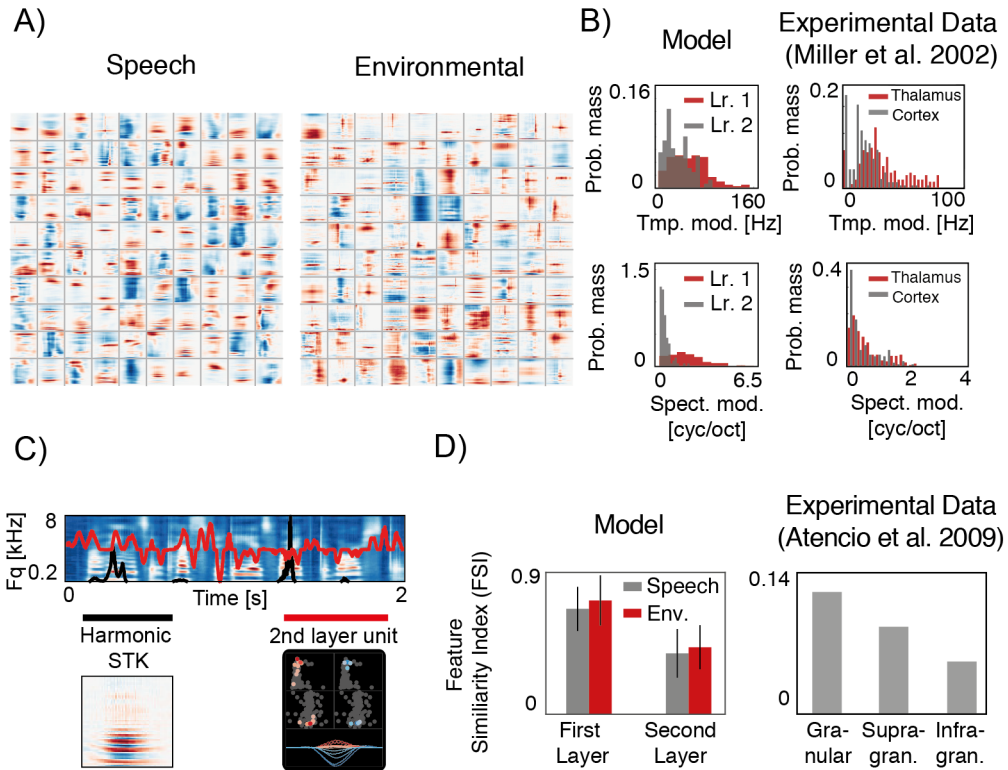 A)
Speech
Environmental
B)
Model
Experimental Data
(Miller et al. 2002)
Prob. mass
0.16
0
Lr. 1
Lr. 2
160
Tmp. mod. [Hz]
Prob. mass
0.2
0
Thalamus
Cortex
0
100
Tmp. mod. [Hz]
Prob. mass
1.5
0
Lr. 1
Lr. 2
0
6.5
Spect. mod.
[cyc/oct]
Prob. mass
0.4
0
Thalamus
Cortex
0
2
4
Spect. mod.
[cyc/oct]
C)
Fq [kHz]
8
0.2
0
Time [s]
2
Harmonic
STK
2nd layer unit
D)
Model
Feature
Similiarity Index (FSI)
0.9
0
Speech
Env.
First
Layer
Second
Layer
Experimental Data
(Atencio et al. 2009)
0.14
0
Gra-
nular
Supra-
gran.
Infra-
gran.